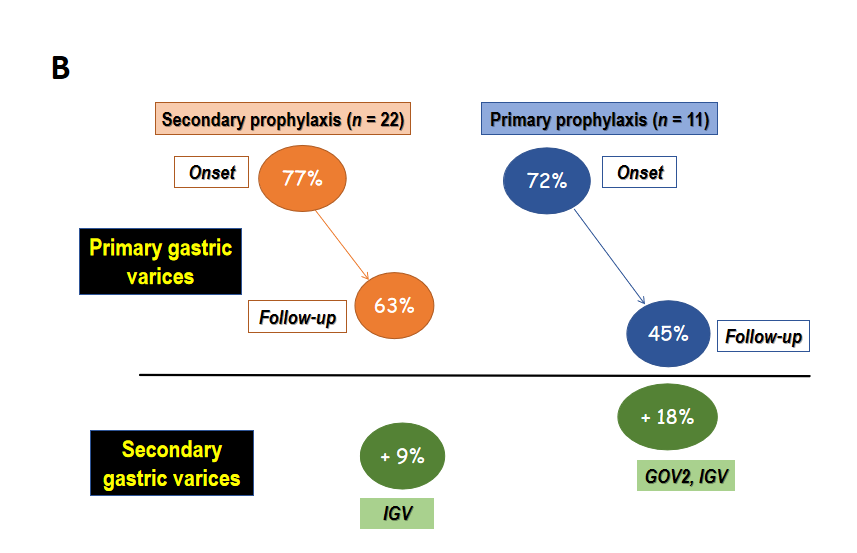 B
Secondary prophylaxis (n = 22)
Primary prophylaxis (n = 11)
Onset
77%
72%
Onset
Primary gastric
varices
Follow-up
63%
45%
Follow-up
+ 18%
Secondary
gastric varices
+ 9%
GOV2, IGV
IGV